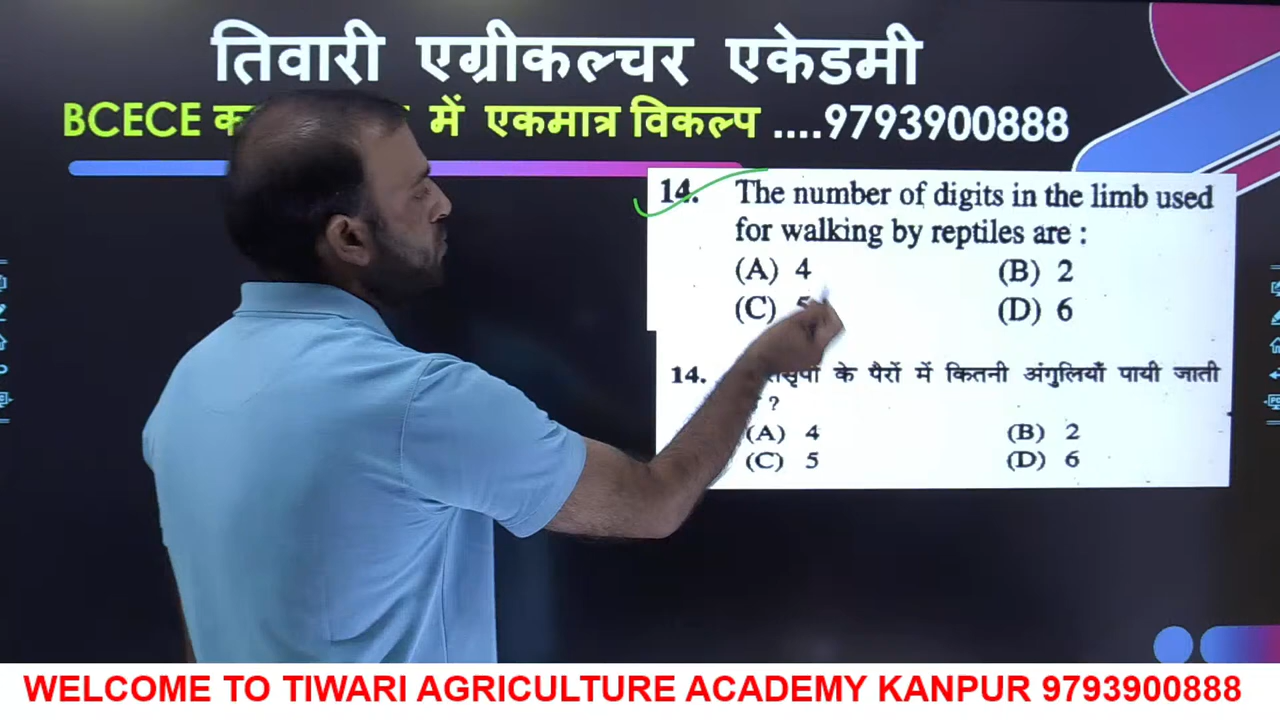 तिवारी एग्रीकल्चर एकेडमी
BCECE में एकमात्र विकल्प ....9793900888
14. The number of digits in the limb used
for walking by reptiles are :
(A) 4 (B) 2
(C) 5 (D) 6
14. के पैरों में कितनी अंगुलियाँ पायी जाती
?
(A) 4 (B) 2
(C) 5 (D) 6
WELCOME TO TIWARI AGRICULTURE ACADEMY KANPUR 9793900888